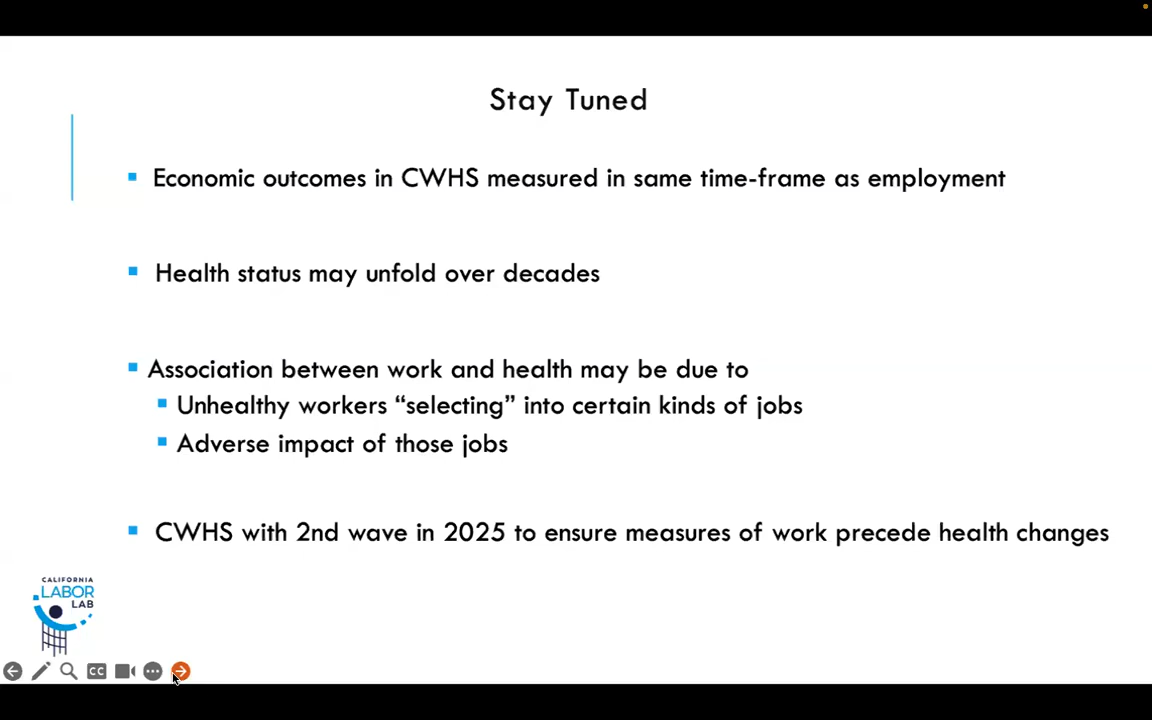 Stay Tuned
Economic outcomes in CWHS measured in same time-frame as employment
Health status may unfold over decades
Association between work and health may be due to
Unhealthy workers “selecting” into certain kinds of jobs
Adverse impact of those jobs
CWHS with 2nd wave in 2025 to ensure measures of work precede health changes
CALIFORNIA
LABOR
LAB
CC